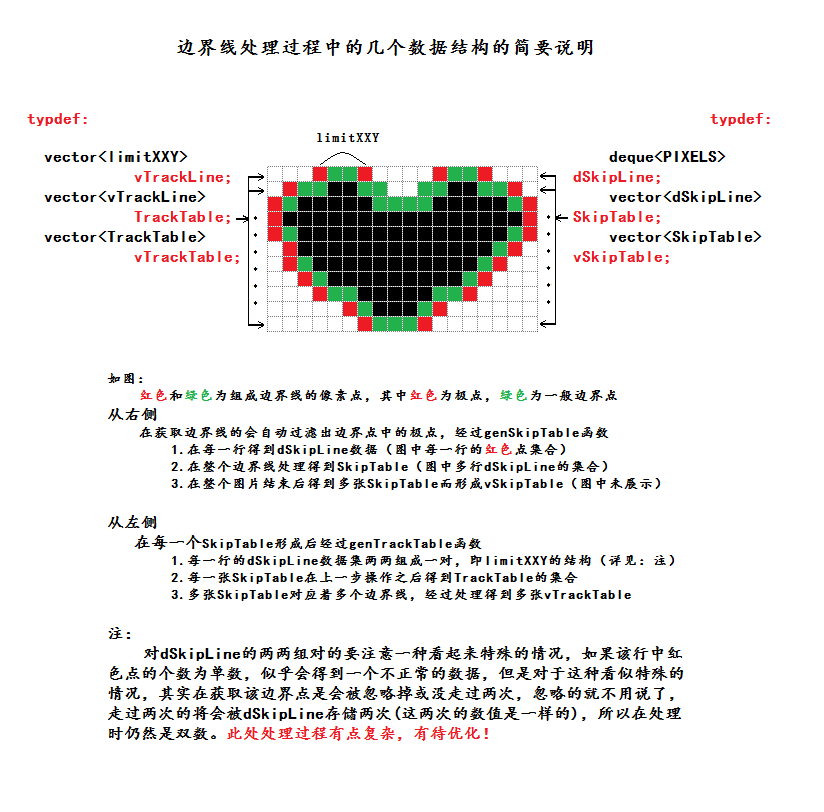 边界线处理过程中的几个数据结构的简要说明
typdef:
typdef:
limitXXY
vector<limitXXY>
vTrackLine;
vector<vTrackLine>
TrackTable;
vector<TrackTable>
vTrackTable;
deque<PIXELS>
dSkipLine;
vector<dSkipLine>
SkipTable;
vector<SkipTable>
vSkipTable;
如图:
红色和绿色为组成边界线的像素点, 其中红色为极点, 绿色为一般边界点
从右侧
在获取边界线的会自动过滤出边界点中的极点, 经过genSkipTable函数
1.在每一行得到dSkipLine数据 (图中每一行的红色点集合)
2.在整个边界线处理得到SkipTable (图中多行dSkipLine的集合)
3.在整个图片结束后得到多张SkipTable而形成vSkipTable (图中未展示)
从左侧
在每一个SkipTable形成后经过genTrackTable函数
1.每一行的dSkipLine数据集两两组成一对, 即limitXXY的结构 (详见: 注)
2.每一张SkipTable在上一步操作之后得到TrackTable的集合
3.多张SkipTable对应着多个边界线, 经过处理得到多张vTrackTable
注:
对dSkipLine的两两组对的要注意一种看起来特殊的情况, 如果该行中红
色点的个数为单数, 似乎会得到一个不正常的数据, 但是对于这种看似特殊的
情况, 其实在获取该边界点是会被忽略掉或没走过两次, 忽略的就不用说了,
走过两次的将会被dSkipLine存储两次(这两次的数值是一样的), 所以在处理
时仍然是双数。此处处理过程有点复杂, 有待优化!